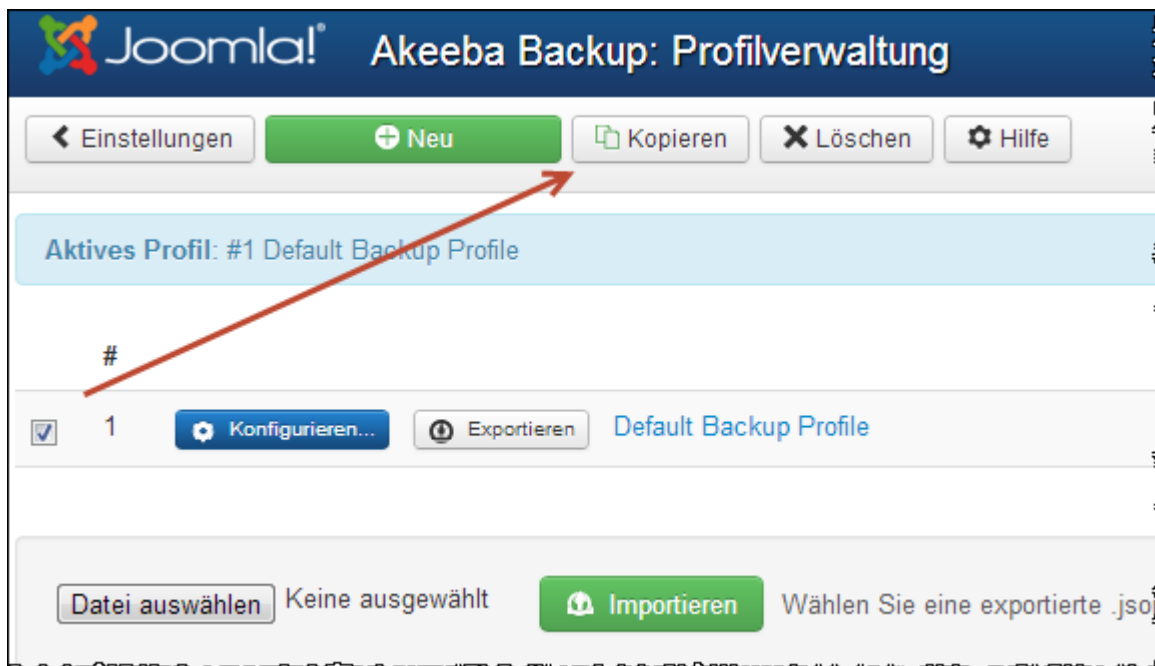 Joomla!® Akeeba Backup: Profilverwaltung
Einstellungen Neu Kopieren Löschen Hilfe
Aktives Profil: #1 Default Backup Profile
#
1 Konfigurieren... Exportieren Default Backup Profile
Datei auswählen Keine ausgewählt Importieren Wählen Sie eine exportierte